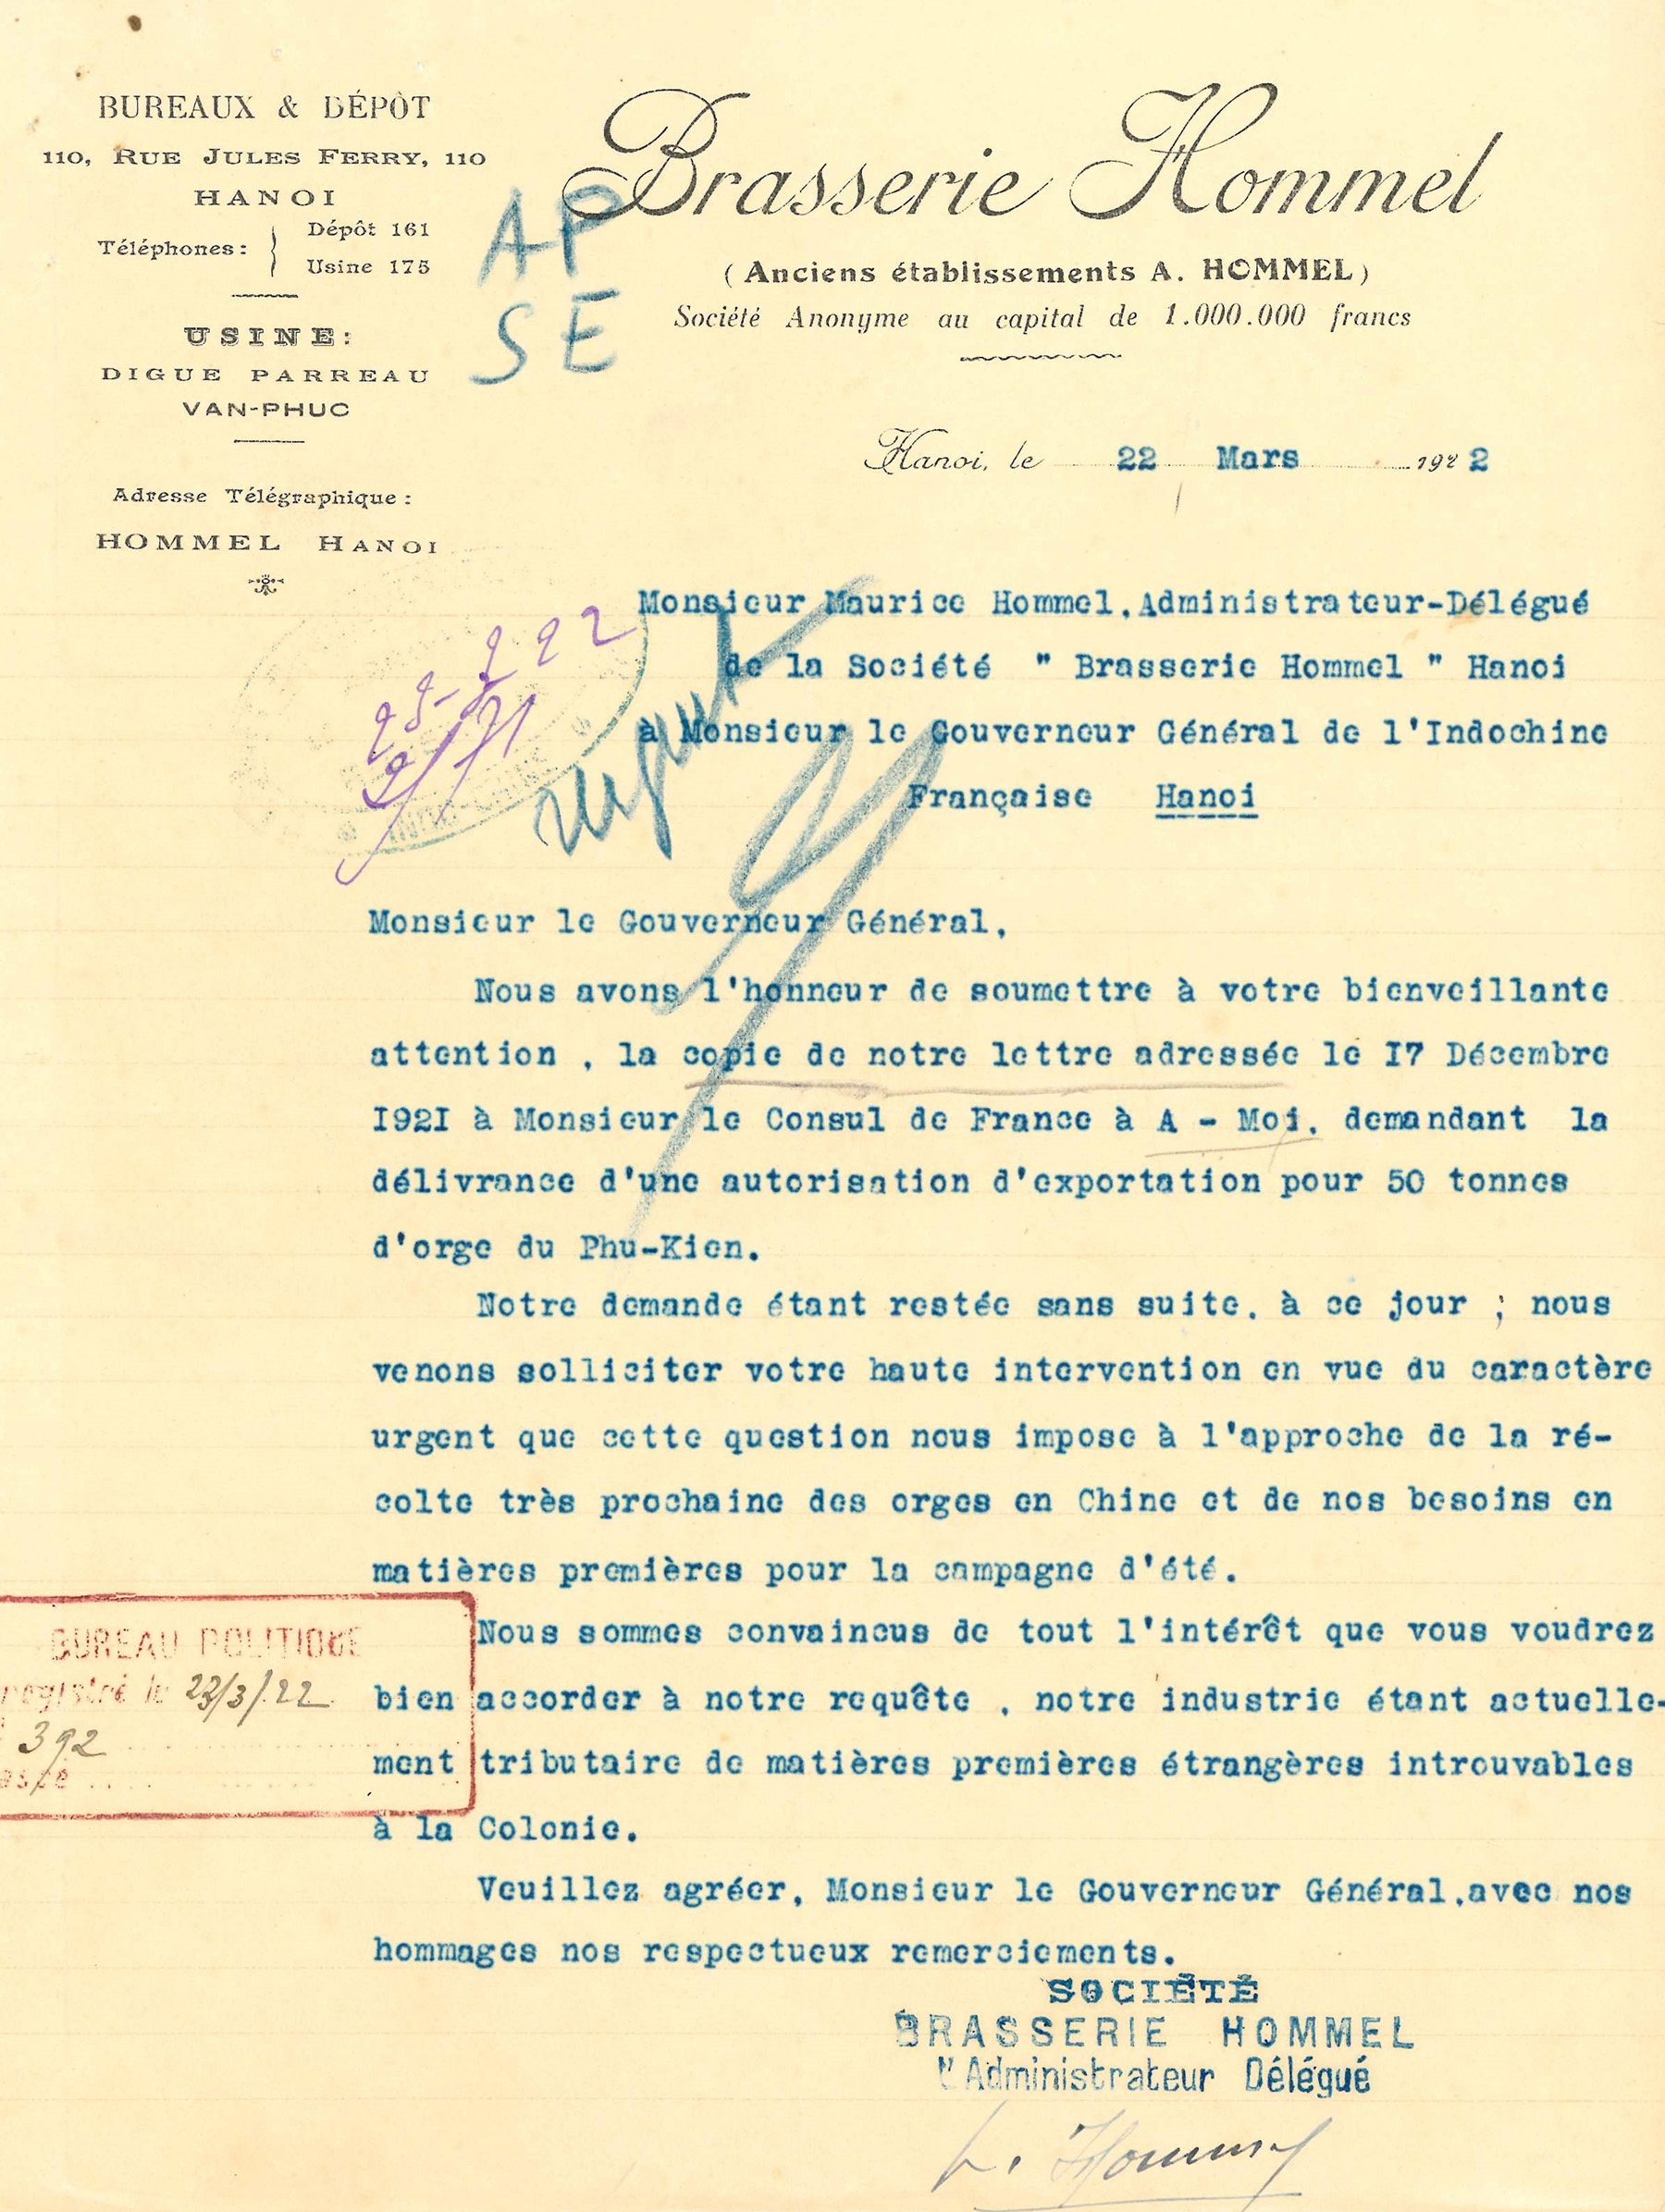 BUREAUX & DÉPÔT
110, RUE JULES FERRY, 110
HANOI
Téléphones: { Dépôt 161
Usine 175
USINE:
DIGUE PARREAU
VAN-PHUC
Adresse Télégraphique :
HOMMEL HANOI
AP
SE
Brasserie Hommel
(Anciens établissements A. HOMMEL)
Société Anonyme au capital de 1.000.000 francs
Hanoi, le 22 Mars 1922
Monsieur Maurice Hommel, Administrateur-Délégué
de la Société " Brasserie Hommel " Hanoi
à Monsieur le Gouverneur Général de l'Indochine
Française Hanoi
urgent
Monsieur le Gouverneur Général,
Nous avons l'honneur de soumettre à votre bienveillante
attention , la copie de notre lettre adressée le I7 Décembre
I92I à Monsieur le Consul de France à A - Moi, demandant la
délivrance d'une autorisation d'exportation pour 50 tonnes
d'orge du Phu-Kien.
Notre demande étant restée sans suite, à ce jour ; nous
venons solliciter votre haute intervention en vue du caractère
urgent que cette question nous impose à l'approche de la ré-
colte très prochaine des orges en Chine et de nos besoins en
matières premières pour la campagne d'été.
Nous sommes convaincus de tout l'intérêt que vous voudrez
bien accorder à notre requête , notre industrie étant actuelle-
ment tributaire de matières premières étrangères introuvables
à la Colonie.
Veuillez agréer, Monsieur le Gouverneur Général,avec nos
hommages nos respectueux remerciements.
BUREAU POLITIQUE
registré le 23/3/22
392
SOCIÉTÉ
BRASSERIE HOMMEL
L'Administrateur Délégué
Hommel